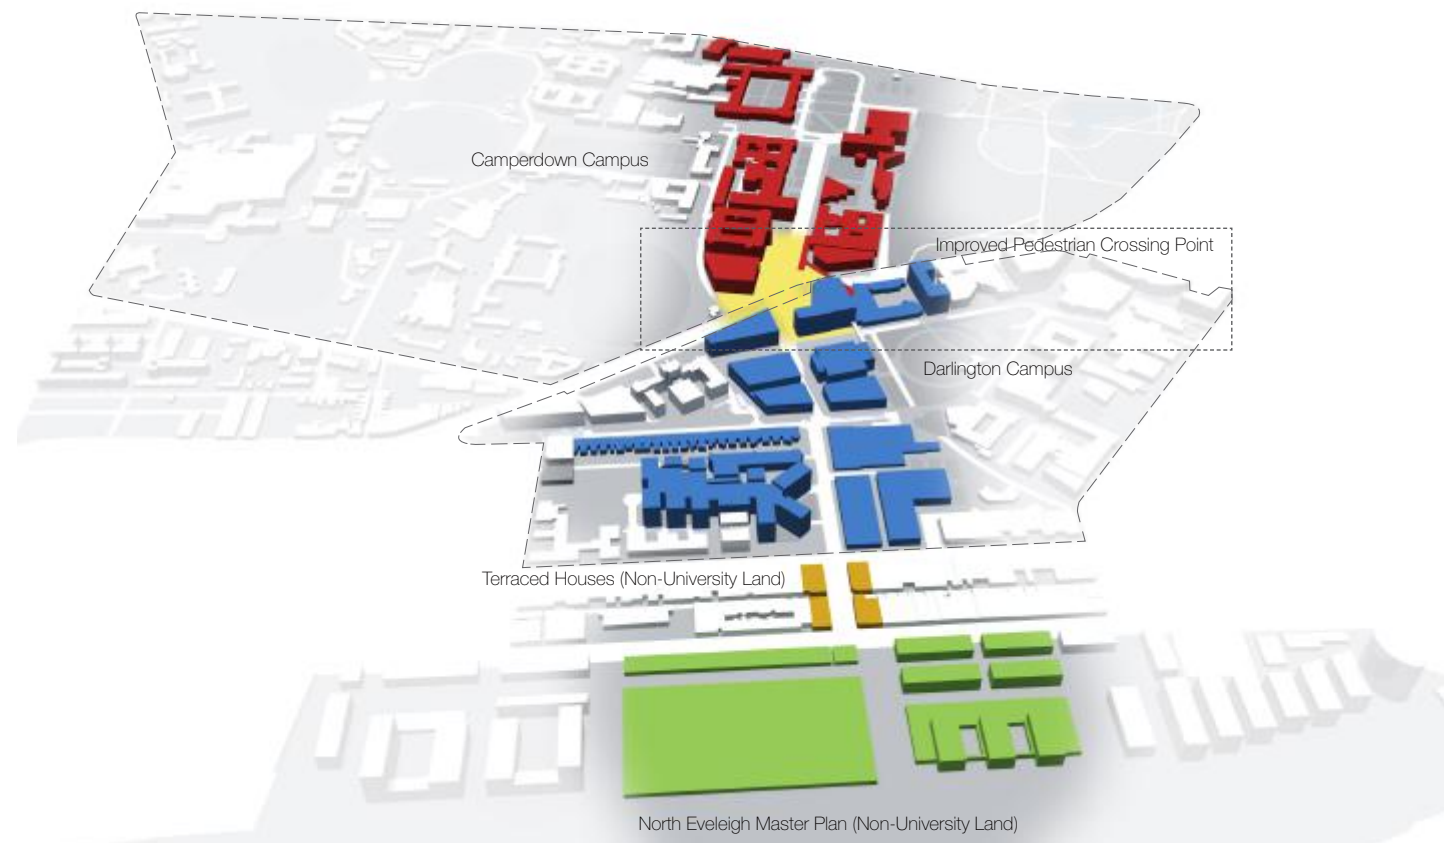 Camperdown Campus
Improved Pedestrian Crossing Point
Darlington Campus
Terraced Houses (Non-University Land)
North Eveleigh Master Plan (Non-University Land)